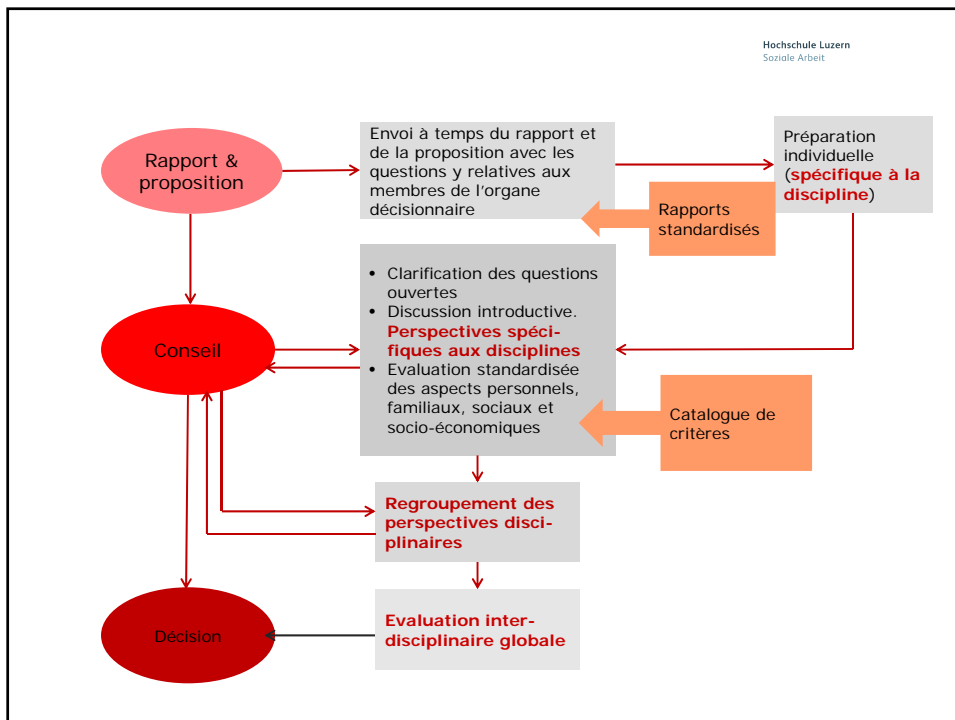 Hochschule Luzern
Soziale Arbeit
Rapport &
proposition
Envoi à temps du rapport et
de la proposition avec les
questions y relatives aux
membres de l'organe
décisionnaire
Préparation
individuelle
(spécifique à la
discipline)
Rapports
standardisés
Conseil
• Clarification des questions
ouvertes
• Discussion introductive.
Perspectives spéci-
fiques aux disciplines
• Evaluation standardisée
des aspects personnels,
familiaux, sociaux et
socio-économiques
Catalogue de
critères
Regroupement des
perspectives disci-
plinaires
Décision
Evaluation inter-
disciplinaire globale